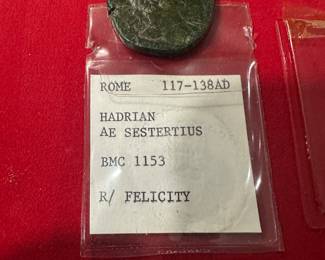 ROME 117-138AD
HADRIAN
AE SESTERTIUS
BMC 1153
R/ FELICITY